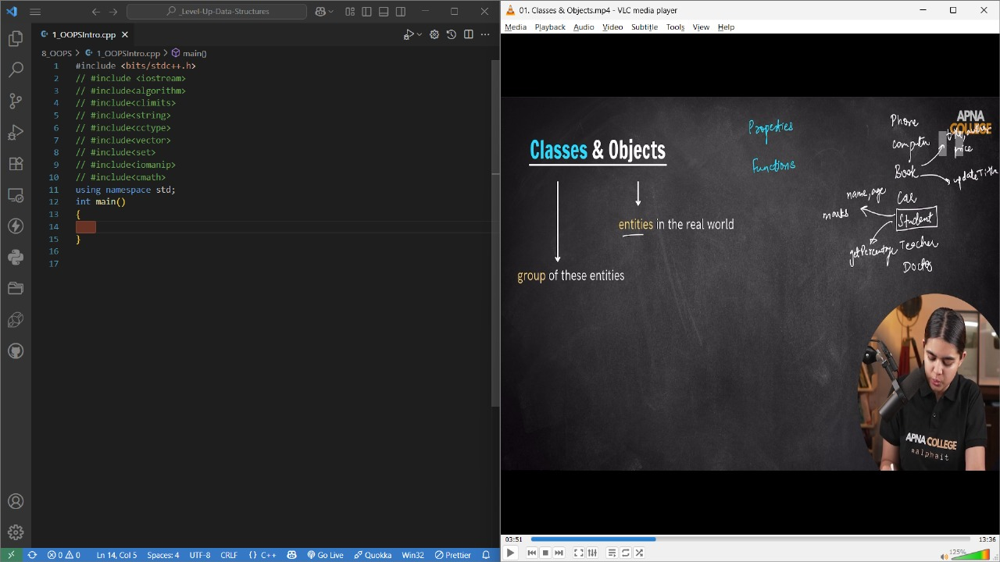 _Level-Up-Data-Structures
1_OOPSIntro.cpp
8_OOPS > 1_OOPSIntro.cpp > main()
1 #include <bits/stdc++.h>
2 // #include <iostream>
3 // #include<algorithm>
4 // #include<climits>
5 // #include<string>
6 // #include<cctype>
7 // #include<vector>
8 // #include<set>
9 // #include<iomanip>
10 // #include<cmath>
11 using namespace std;
12 int main()
13 {
14
15 }
16
17
0 0
Ln 14, Col 5
Spaces: 4
UTF-8
CRLF
{ } C++
Go Live
Quokka
Win32
Prettier
01. Classes & Objects.mp4 - VLC media player
Media Playback Audio Video Subtitle Tools View Help
Classes & Objects
entities in the real world
group of these entities
Properties
Functions
APNA
COLLEGE
Phone
Computer
price
Book
Car
name, age
marks
Student
getPercentage
Teacher
APNA COLLEGE
#alphabit
03:51
13:36
125%